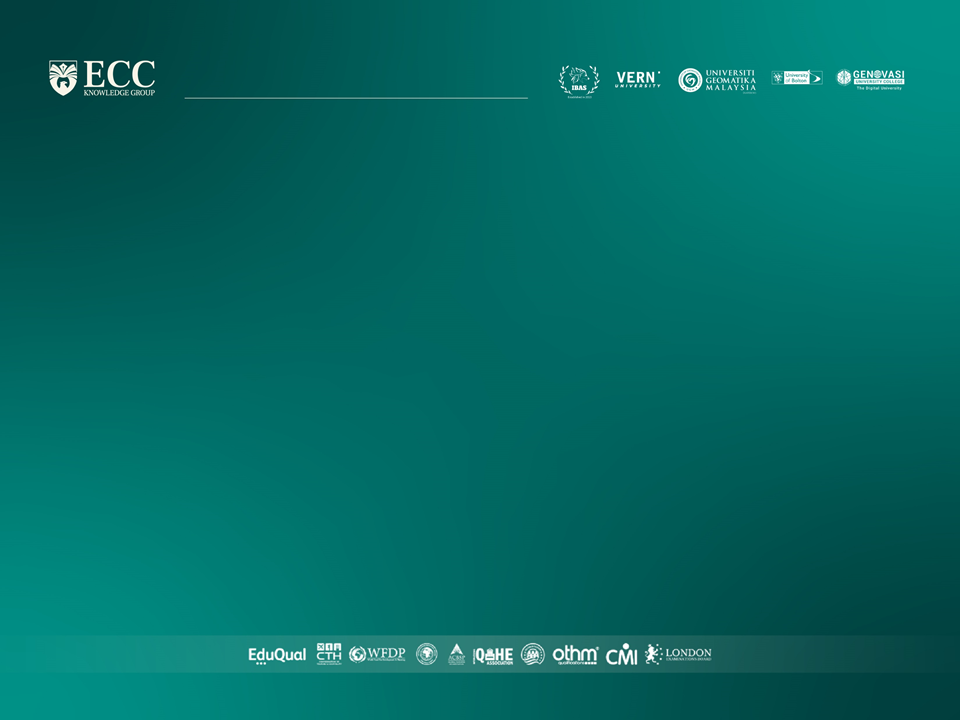 ECC
KNOWLEDGE GROUP
IBAS
VERN'
UNIVERSITY
UNIVERSITI
GEOMATIKA
MALAYSIA
University
of Bolton
GENOVASI
UNIVERSITY COLLEGE
The Digital University
EduQual
CTH
WFDP
QAHE
ASSOCIATION
othm
qualifications
CMI
LONDON